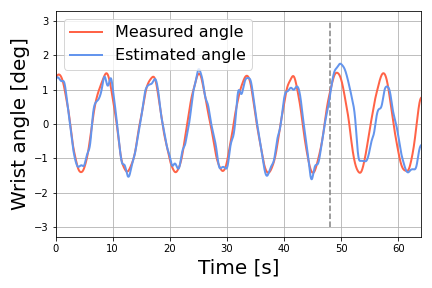 Measured angle
Estimated angle
Wrist angle [deg]
3
2
1
0
−1
−2
−3
0 10 20 30 40 50 60
Time [s]